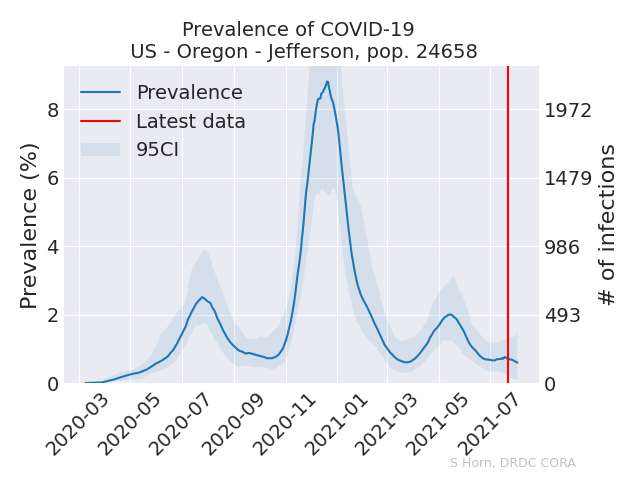 Prevalence of COVID-19
US - Oregon - Jefferson, pop. 24658
Prevalence
Latest data
95CI
Prevalence (%)
8
6
4
2
0
1972
1479
986
493
0
# of infections
2020-03
2020-05
2020-07
2020-09
2020-11
2021-01
2021-03
2021-05
2021-07
S Horn, DRDC CORA